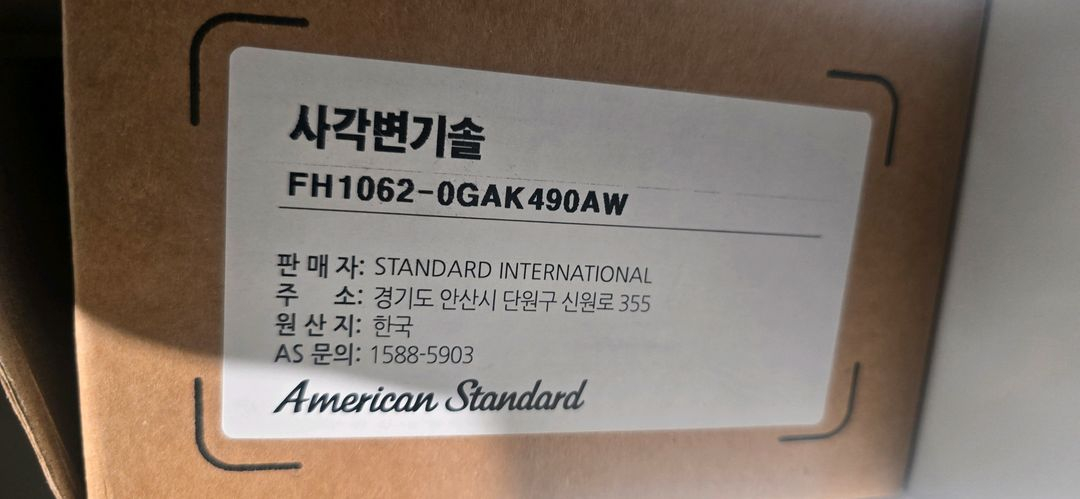 사각변기솔
FH1062-0GAK490AW
판 매 자: STANDARD INTERNATIONAL
주 소: 경기도 안산시 단원구 신원로 355
원 산 지: 한국
AS 문의: 1588-5903
American Standard